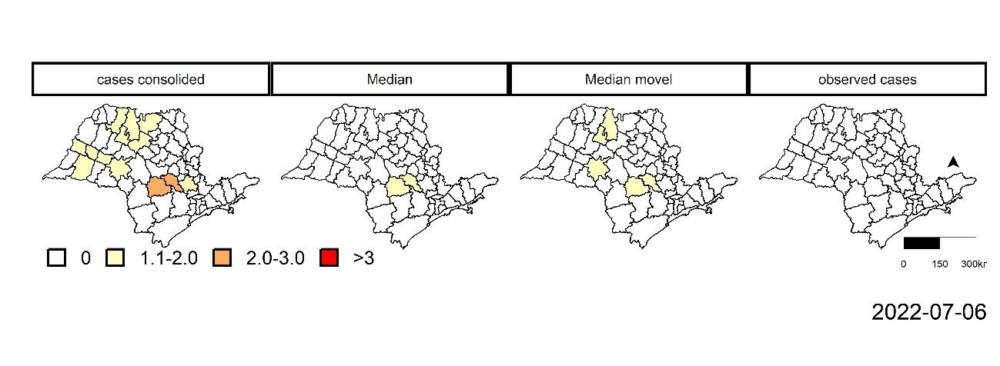 cases consolided
Median
Median movel
observed cases
0
1.1-2.0
2.0-3.0
>3
0
150
300kr
2022-07-06